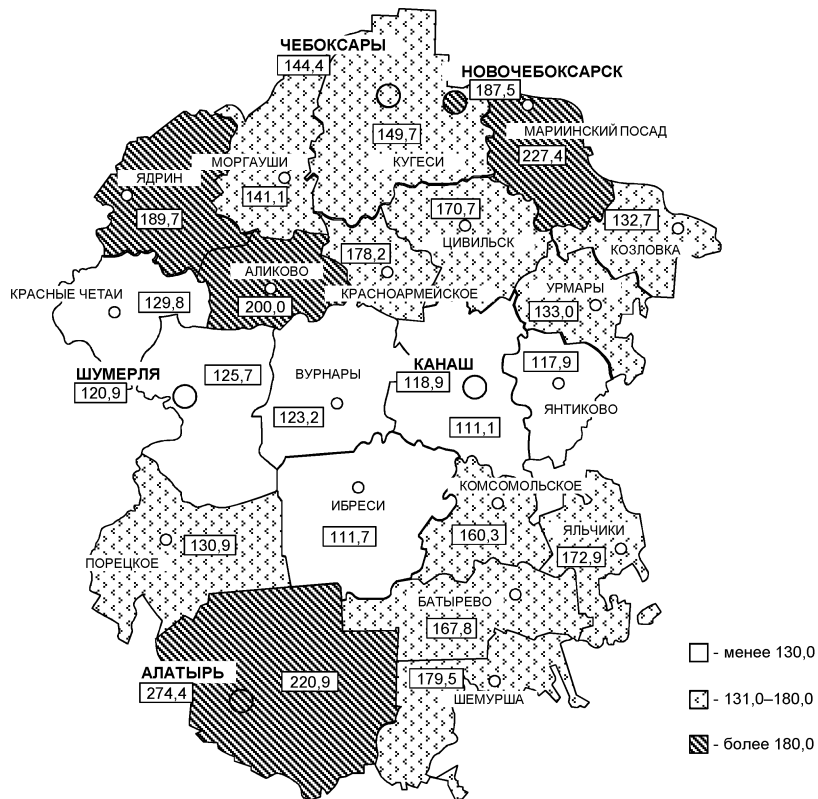 ЧЕБОКСАРЫ
144,4
НОВОЧЕБОКСАРСК
187,5
149,7
КУГЕСИ
МАРИИНСКИЙ ПОСАД
227,4
МОРГАУШИ
141,1
ЯДРИН
189,7
170,7
ЦИВИЛЬСК
132,7
КОЗЛОВКА
178,2
КРАСНОАРМЕЙСКОЕ
АЛИКОВО
200,0
КРАСНЫЕ ЧЕТАИ
129,8
УРМАРЫ
133,0
ШУМЕРЛЯ
120,9
125,7
ВУРНАРЫ
123,2
КАНАШ
118,9
111,1
117,9
ЯНТИКОВО
ИБРЕСИ
111,7
КОМСОМОЛЬСКОЕ
160,3
ЯЛЬЧИКИ
172,9
ПОРЕЦКОЕ
130,9
БАТЫРЕВО
167,8
АЛАТЫРЬ
274,4
220,9
179,5
ШЕМУРША
- менее 130,0
- 131,0–180,0
- более 180,0